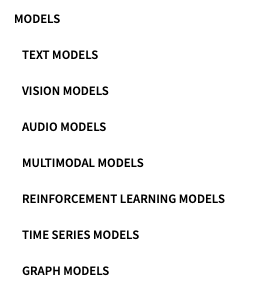 MODELS
TEXT MODELS
VISION MODELS
AUDIO MODELS
MULTIMODAL MODELS
REINFORCEMENT LEARNING MODELS
TIME SERIES MODELS
GRAPH MODELS